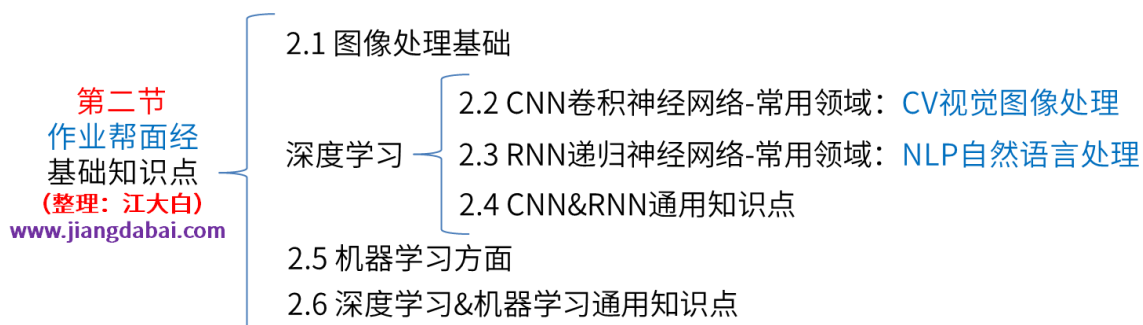 第二节
作业帮面经
基础知识点
（整理：江大白）
www.jiangdabai.com
2.1 图像处理基础
深度学习
2.2 CNN卷积神经网络-常用领域：CV视觉图像处理
2.3 RNN递归神经网络-常用领域：NLP自然语言处理
2.4 CNN&RNN通用知识点
2.5 机器学习方面
2.6 深度学习&机器学习通用知识点